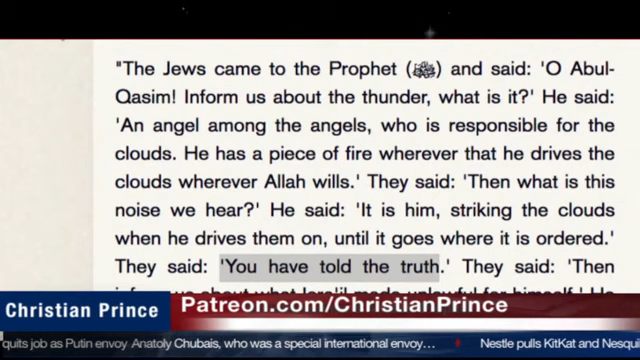 "The Jews came to the Prophet (ﷺ) and said: 'O Abul-
Qasim! Inform us about the thunder, what is it?' He said:
'An angel among the angels, who is responsible for the
clouds. He has a piece of fire wherever that he drives the
clouds wherever Allah wills.' They said: 'Then what is this
noise we hear?' He said: 'It is him, striking the clouds
when he drives them on, until it goes where it is ordered.'
They said: 'You have told the truth.' They said: 'Then
Christian Prince
Patreon.com/ChristianPrince
quits job as Putin envoy Anatoly Chubais, who was a special international envoy…
Nestle pulls KitKat and Nesqui